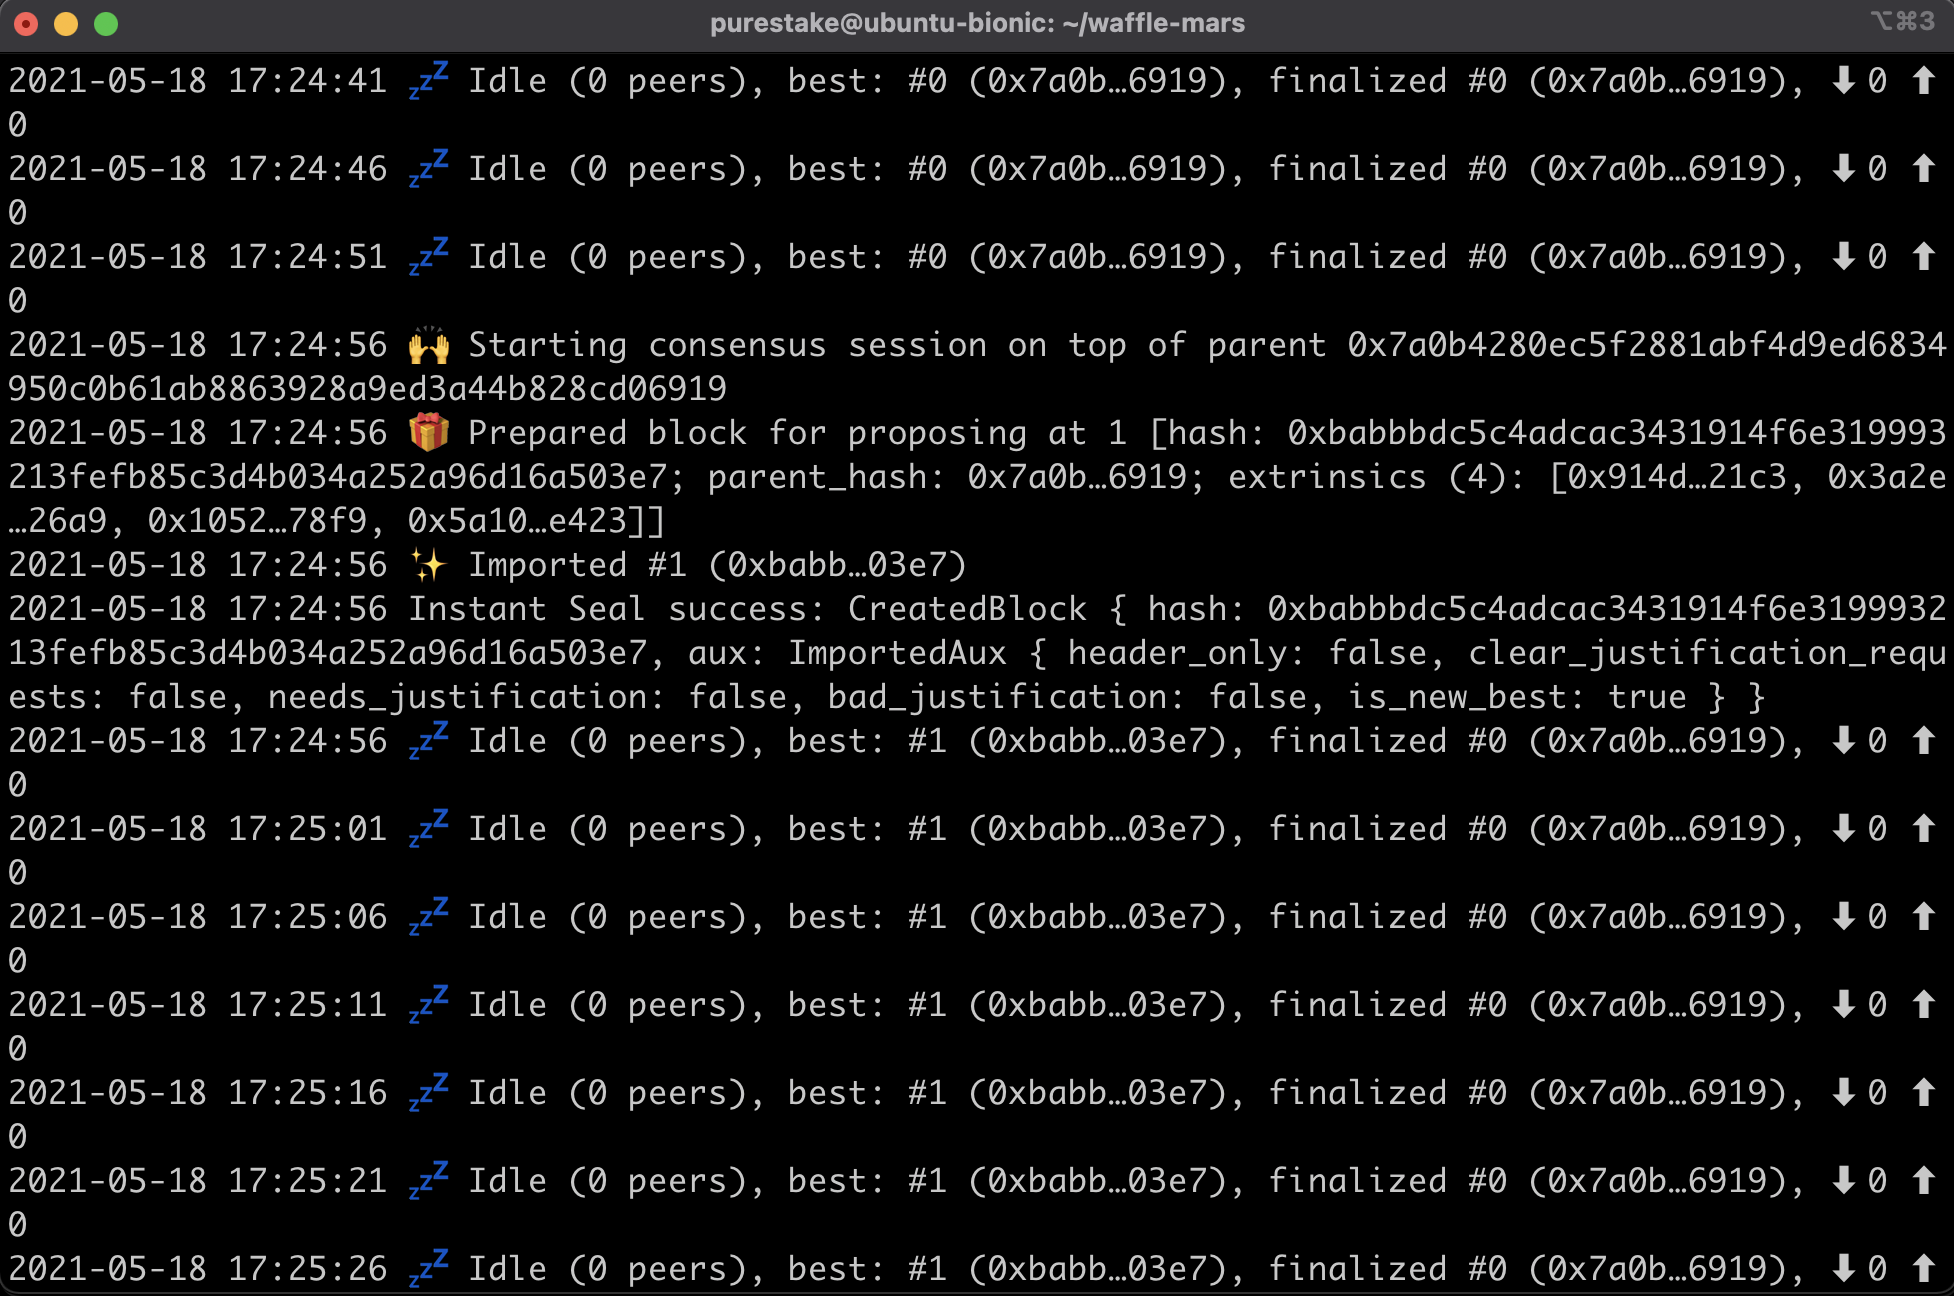 purestake@ubuntu-bionic: ~/waffle-mars
⌥⌘3
2021-05-18 17:24:41 💤 Idle (0 peers), best: #0 (0x7a0b…6919), finalized #0 (0x7a0b…6919), ⬇ 0 ⬆
0
2021-05-18 17:24:46 💤 Idle (0 peers), best: #0 (0x7a0b…6919), finalized #0 (0x7a0b…6919), ⬇ 0 ⬆
0
2021-05-18 17:24:51 💤 Idle (0 peers), best: #0 (0x7a0b…6919), finalized #0 (0x7a0b…6919), ⬇ 0 ⬆
0
2021-05-18 17:24:56 🙌 Starting consensus session on top of parent 0x7a0b4280ec5f2881abf4d9ed6834
950c0b61ab8863928a9ed3a44b828cd06919
2021-05-18 17:24:56 🎁 Prepared block for proposing at 1 [hash: 0xbabbbdc5c4adcac3431914f6e319993
213fefb85c3d4b034a252a96d16a503e7; parent_hash: 0x7a0b…6919; extrinsics (4): [0x914d…21c3, 0x3a2e
…26a9, 0x1052…78f9, 0x5a10…e423]]
2021-05-18 17:24:56 ✨ Imported #1 (0xbabb…03e7)
2021-05-18 17:24:56 Instant Seal success: CreatedBlock { hash: 0xbabbbdc5c4adcac3431914f6e3199932
13fefb85c3d4b034a252a96d16a503e7, aux: ImportedAux { header_only: false, clear_justification_requ
ests: false, needs_justification: false, bad_justification: false, is_new_best: true } }
2021-05-18 17:24:56 💤 Idle (0 peers), best: #1 (0xbabb…03e7), finalized #0 (0x7a0b…6919), ⬇ 0 ⬆
0
2021-05-18 17:25:01 💤 Idle (0 peers), best: #1 (0xbabb…03e7), finalized #0 (0x7a0b…6919), ⬇ 0 ⬆
0
2021-05-18 17:25:06 💤 Idle (0 peers), best: #1 (0xbabb…03e7), finalized #0 (0x7a0b…6919), ⬇ 0 ⬆
0
2021-05-18 17:25:11 💤 Idle (0 peers), best: #1 (0xbabb…03e7), finalized #0 (0x7a0b…6919), ⬇ 0 ⬆
0
2021-05-18 17:25:16 💤 Idle (0 peers), best: #1 (0xbabb…03e7), finalized #0 (0x7a0b…6919), ⬇ 0 ⬆
0
2021-05-18 17:25:21 💤 Idle (0 peers), best: #1 (0xbabb…03e7), finalized #0 (0x7a0b…6919), ⬇ 0 ⬆
0
2021-05-18 17:25:26 💤 Idle (0 peers), best: #1 (0xbabb…03e7), finalized #0 (0x7a0b…6919), ⬇ 0 ⬆